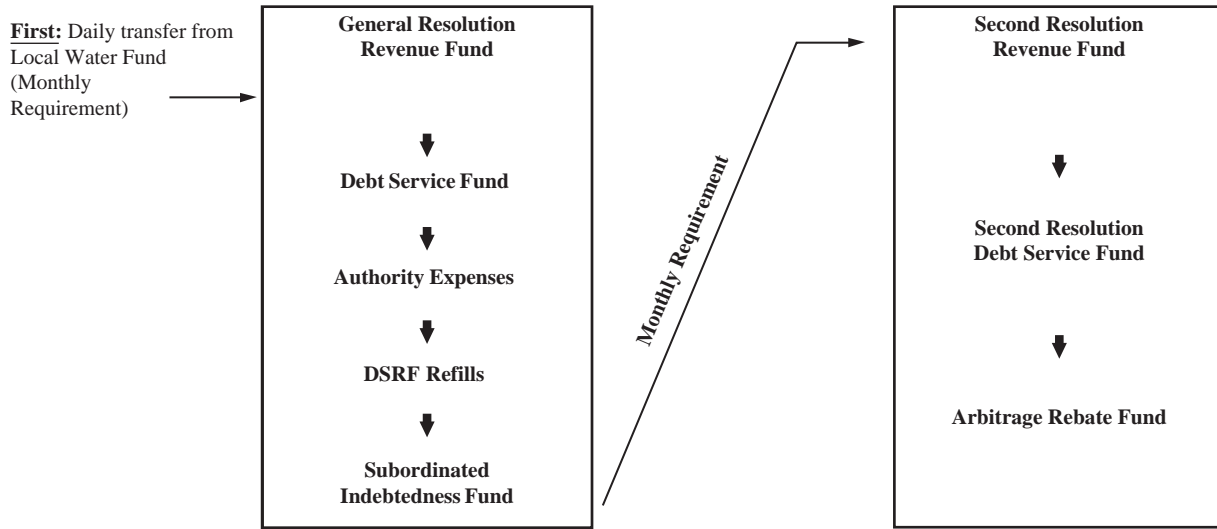 First: Daily transfer from
Local Water Fund
(Monthly
Requirement)
General Resolution
Revenue Fund
Debt Service Fund
Authority Expenses
DSRF Refills
Subordinated
Indebtedness Fund
Monthly Requirement
Second Resolution
Revenue Fund
Second Resolution
Debt Service Fund
Arbitrage Rebate Fund